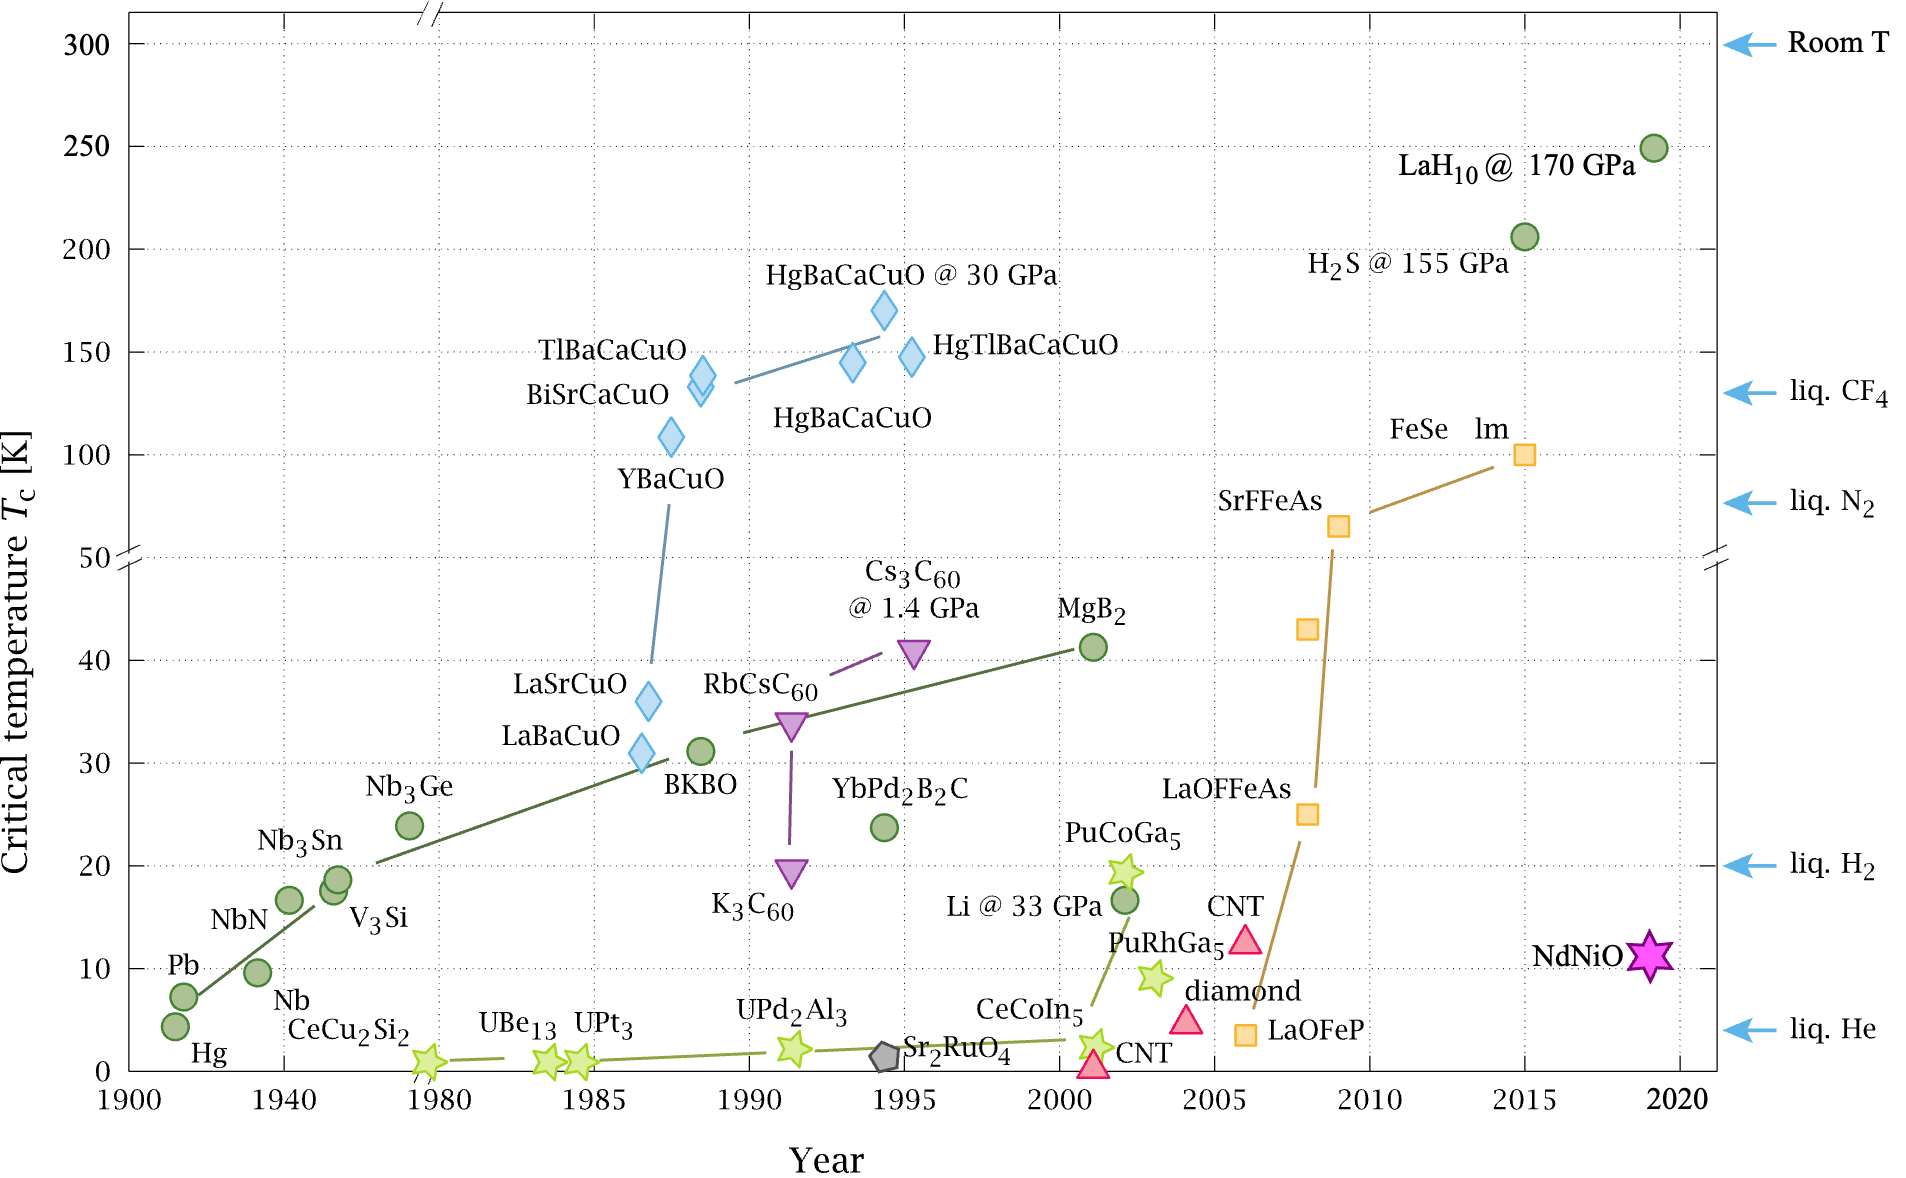 300
Room T
250
LaH₁₀ @ 170 GPa
200
H₂S @ 155 GPa
HgBaCaCuO @ 30 GPa
150
TlBaCaCuO
HgTlBaCaCuO
BiSrCaCuO
liq. CF₄
HgBaCaCuO
100
FeSe lm
YBaCuO
SrFFeAs
liq. N₂
50
Cs₃C₆₀
@ 1.4 GPa
MgB₂
40
LaSrCuO
RbCsC₆₀
LaBaCuO
30
Nb₃Ge
BKBO
YbPd₂B₂C
LaOFFeAs
Nb₃Sn
PuCoGa₅
20
liq. H₂
NbN
V₃Si
K₃C₆₀
Li @ 33 GPa
CNT
PuRhGa₅
NdNiO
Pb
10
Nb
diamond
CeCu₂Si₂
UBe₁₃
UPt₃
UPd₂Al₃
CeCoIn₅
LaOFeP
liq. He
Hg
Sr₂RuO₄
CNT
0
1900 1940 1980 1985 1990 1995 2000 2005 2010 2015 2020
Year
Critical temperature Tc [K]